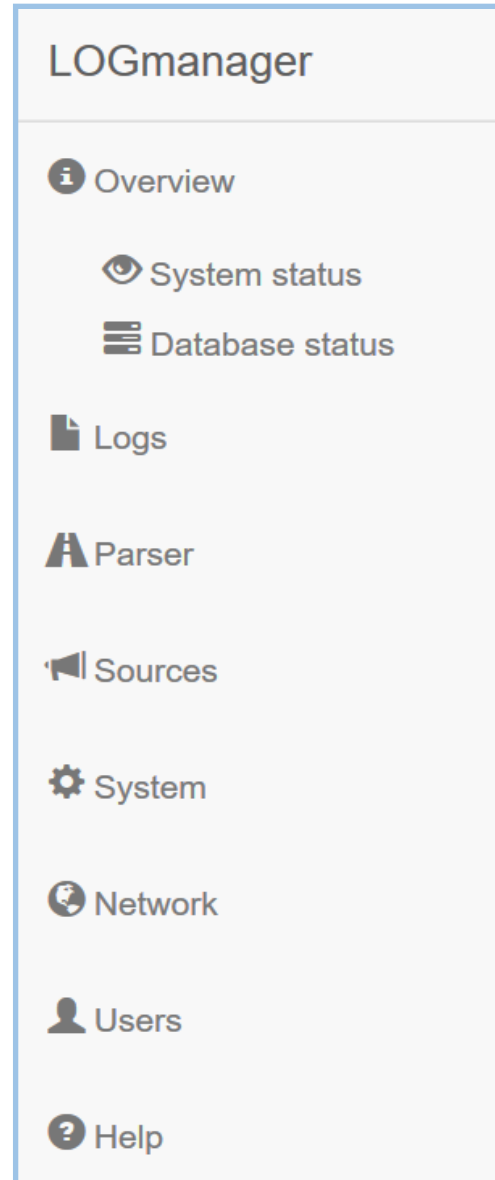 LOGmanager
Overview
System status
Database status
Logs
Parser
Sources
System
Network
Users
Help